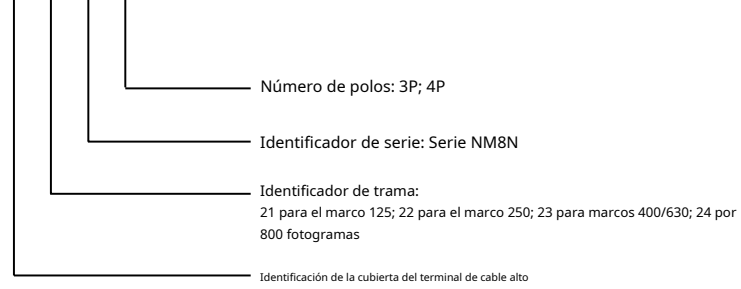 Número de polos: 3P; 4P
Identificador de serie: Serie NM8N
Identificador de trama:
21 para el marco 125; 22 para el marco 250; 23 para marcos 400/630; 24 por
800 fotogramas
Identificación de la cubierta del terminal de cable alto